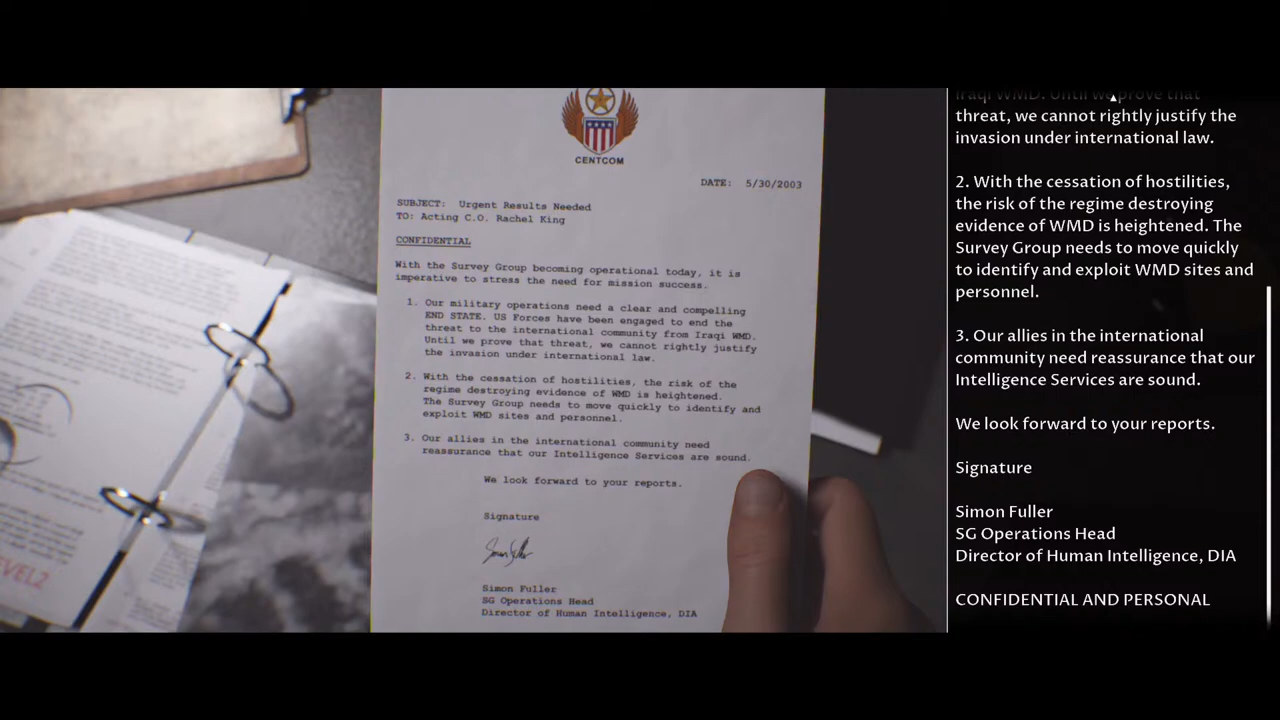 CENTCOM
DATE: 5/30/2003
SUBJECT: Urgent Results Needed
TO: Acting C.O. Rachel King
CONFIDENTIAL
With the Survey Group becoming operational today, it is
imperative to stress the need for mission success.
1. Our military operations need a clear and compelling
END STATE. US Forces have been engaged to end the
threat to the international community from Iraqi WMD.
Until we prove that threat, we cannot rightly justify
the invasion under international law.
2. With the cessation of hostilities, the risk of the
regime destroying evidence of WMD is heightened.
The Survey Group needs to move quickly to identify and
exploit WMD sites and personnel.
3. Our allies in the international community need
reassurance that our Intelligence Services are sound.
We look forward to your reports.
Signature
Simon Fuller
Simon Fuller
SG Operations Head
Director of Human Intelligence, DIA
Iraqi WMD. Until we prove that
threat, we cannot rightly justify the
invasion under international law.
2. With the cessation of hostilities,
the risk of the regime destroying
evidence of WMD is heightened. The
Survey Group needs to move quickly
to identify and exploit WMD sites and
personnel.
3. Our allies in the international
community need reassurance that our
Intelligence Services are sound.
We look forward to your reports.
Signature
Simon Fuller
SG Operations Head
Director of Human Intelligence, DIA
CONFIDENTIAL AND PERSONAL